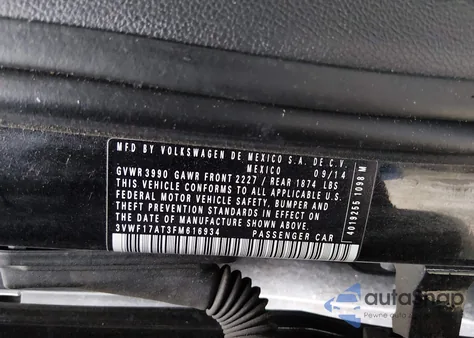 MFD BY VOLKSWAGEN DE MEXICO S.A. DE C.V.
MEXICO 09/14
GVWR 3990 GAWR FRONT 2227 / REAR 1874 LBS
THIS VEHICLE CONFORMS TO ALL APPLICABLE U.S.
FEDERAL MOTOR VEHICLE SAFETY, BUMPER AND
THEFT PREVENTION STANDARDS IN EFFECT ON
THE DATE OF MANUFACTURE SHOWN ABOVE.
3VWF17AT3FM616934 PASSENGER CAR
4019255 1098 M
autoSnap
Pewne auto z